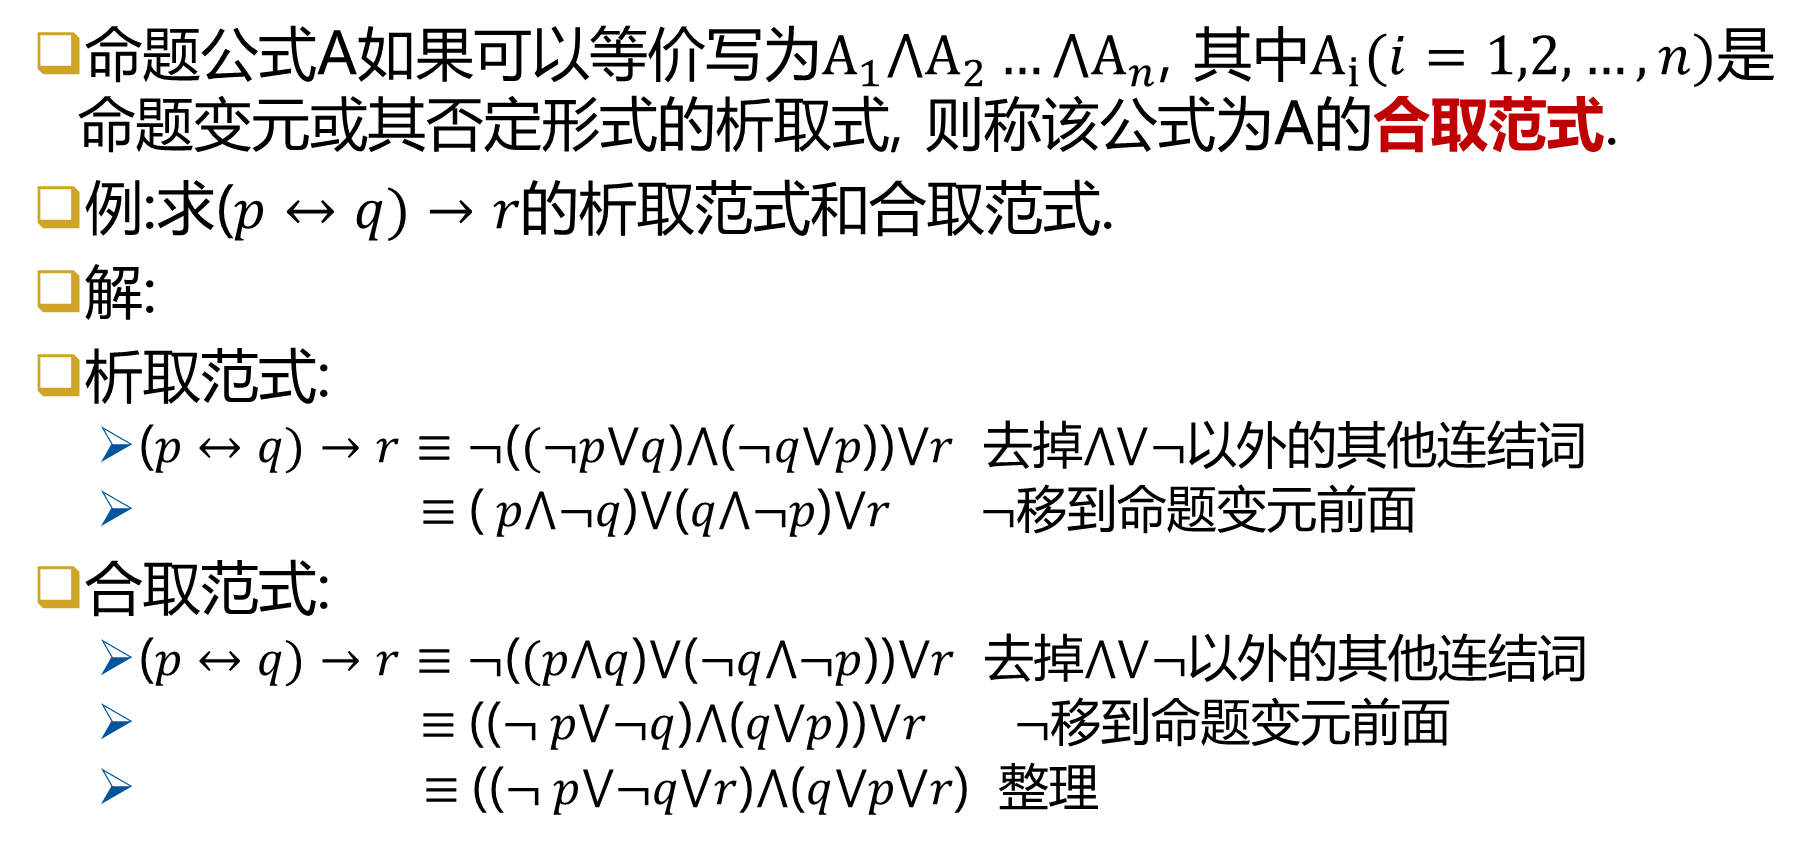 命题公式A如果可以等价写为A₁⋀A₂ … ⋀Aₙ, 其中Aᵢ(i = 1,2, … , n)是
命题变元或其否定形式的析取式, 则称该公式为A的合取范式.
例:求(p ↔ q) → r的析取范式和合取范式.
解:
析取范式:
(p ↔ q) → r ≡ ¬((¬p⋁q)⋀(¬q⋁p))⋁r 去掉⋀⋁¬以外的其他连结词
≡ ( p⋀¬q)⋁(q⋀¬p)⋁r ¬移到命题变元前面
合取范式:
(p ↔ q) → r ≡ ¬((p⋀q)⋁(¬q⋀¬p))⋁r 去掉⋀⋁¬以外的其他连结词
≡ ((¬ p⋁¬q)⋀(q⋁p))⋁r ¬移到命题变元前面
≡ ((¬ p⋁¬q⋁r)⋀(q⋁p⋁r) 整理